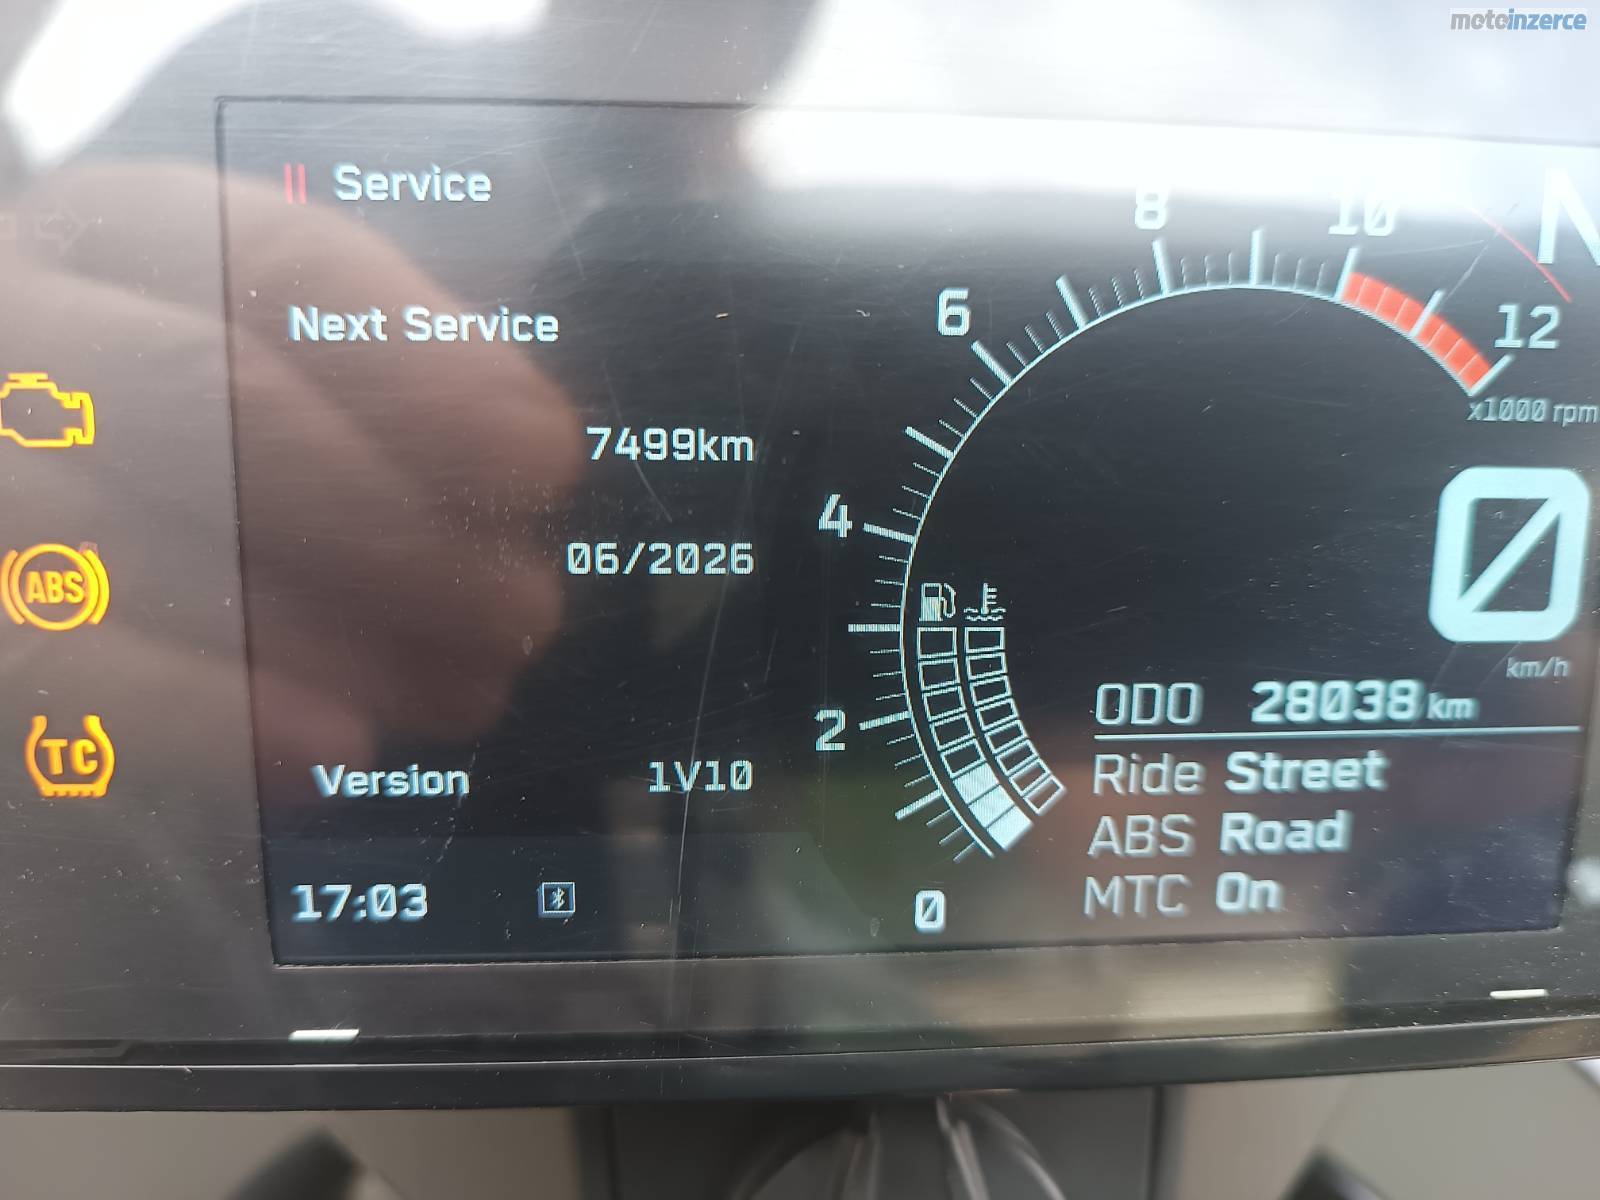 motoinzerce
Service
Next Service
7499km
06/2026
Version 1V10
17:03
ABS
TC
0
2
4
6
8
10
12
x1000 rpm
N
0
km/h
ODO 28038 km
Ride Street
ABS Road
MTC On